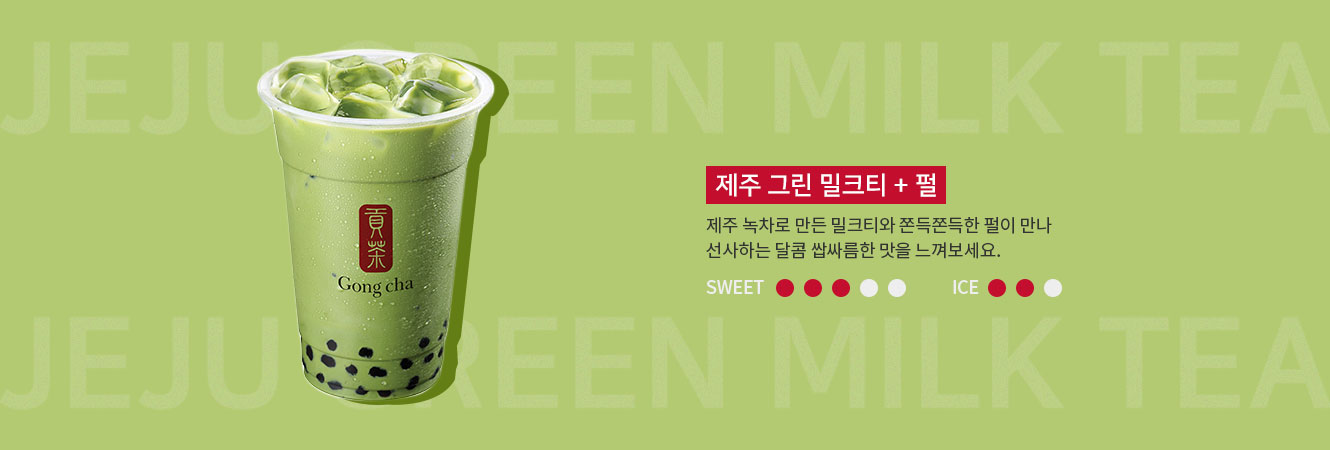 JEJU GREEN MILK TEA
貢茶
Gong cha
제주 그린 밀크티 + 펄
제주 녹차로 만든 밀크티와 쫀득쫀득한 펄이 만나
선사하는 달콤 쌉싸름한 맛을 느껴보세요.
SWEET ICE
JEJU GREEN MILK TEA